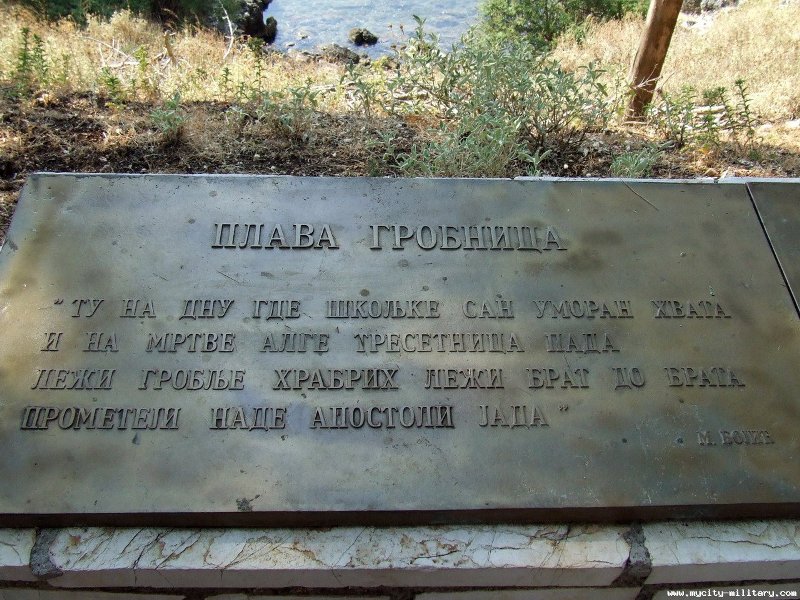 ПЛАВА ГРОБНИЦА
"ТУ НА ДНУ ГДЕ ШКОЉКЕ САН УМОРАН ХВАТА
И НА МРТВЕ АЛГЕ ТРЕСЕТНИЦА ПАДА
ЛЕЖИ ГРОБЉЕ ХРАБРИХ ЛЕЖИ БРАТ ДО БРАТА
ПРОМЕТЕЈИ НАДЕ АПОСТОЛИ ЈАДА"
М. БОЈИЋ
www.mycity-military.com